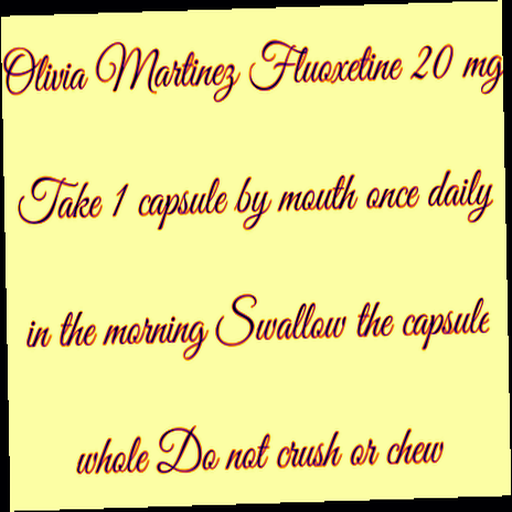 Olivia Martinez Fluoxetine 20 mg
Take 1 capsule by mouth once daily
in the morning Swallow the capsule
whole Do not crush or chew